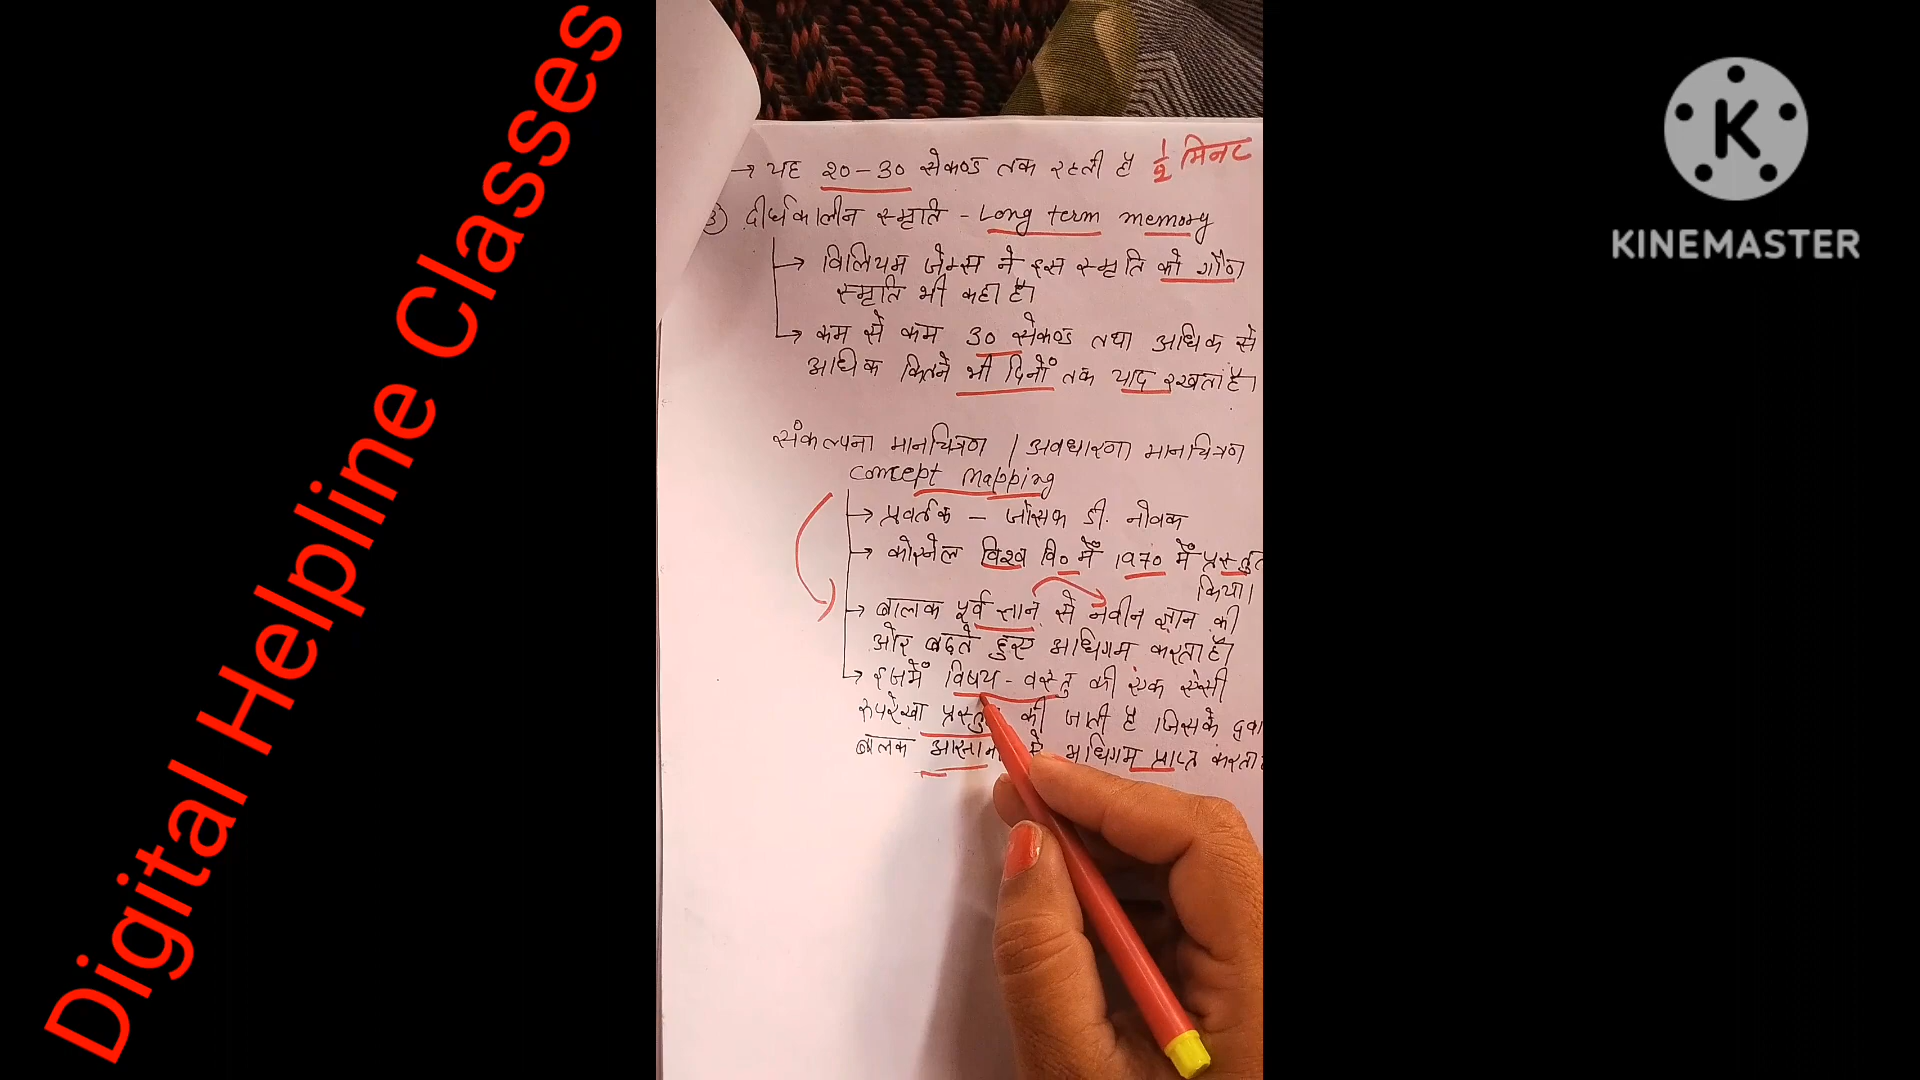 Digital Helpline Classes
K
KINEMASTER
→ यह 20-30 सेकण्ड तक रहती है 1/2 मिनट
3) दीर्घकालीन स्मृति - Long term memory
→ विलियम जेम्स ने इस स्मृति को गौण
स्मृति भी कहा है।
→ कम से कम 30 सेकण्ड तथा अधिक से
अधिक कितने भी दिनों तक याद रखता है।
संकल्पना मानचित्रण / अवधारणा मानचित्रण
Concept Mapping
→ प्रवर्तक - जोसफ डी. नोवक
→ कोरनेल विश्व वि० में 1970 में प्रस्तुत
किया।
→ बालक पूर्व ज्ञान से नवीन ज्ञान की
ओर बढ़ते हुए अधिगम करता है।
→ इजमें विषय - वस्तु की एक ऐसी
रुपरेखा प्रस्तुत की जाती है जिसके
बालक अधिगम प्राप्त करता